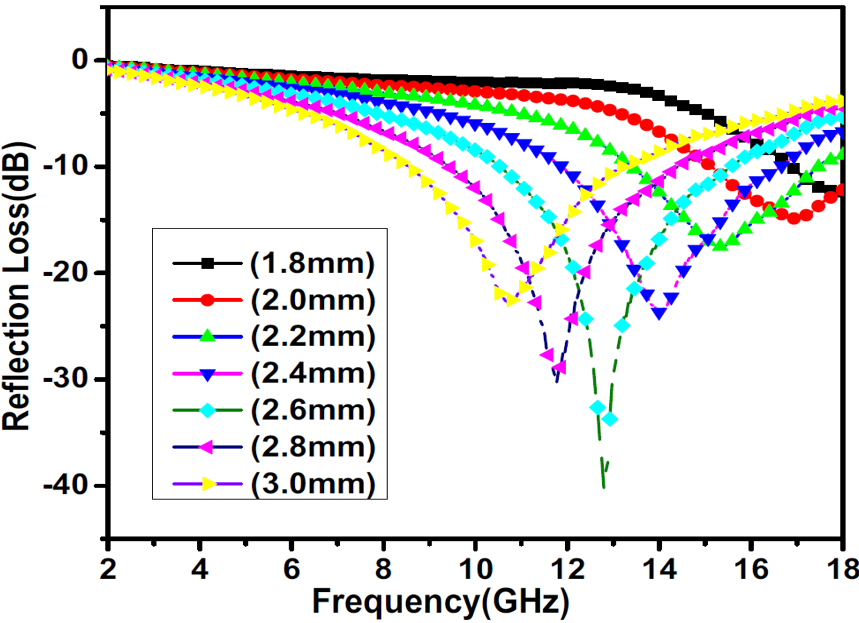 0
-10
-20
-30
-40
Reflection Loss(dB)
(1.8mm)
(2.0mm)
(2.2mm)
(2.4mm)
(2.6mm)
(2.8mm)
(3.0mm)
2 4 6 8 10 12 14 16 18
Frequency(GHz)